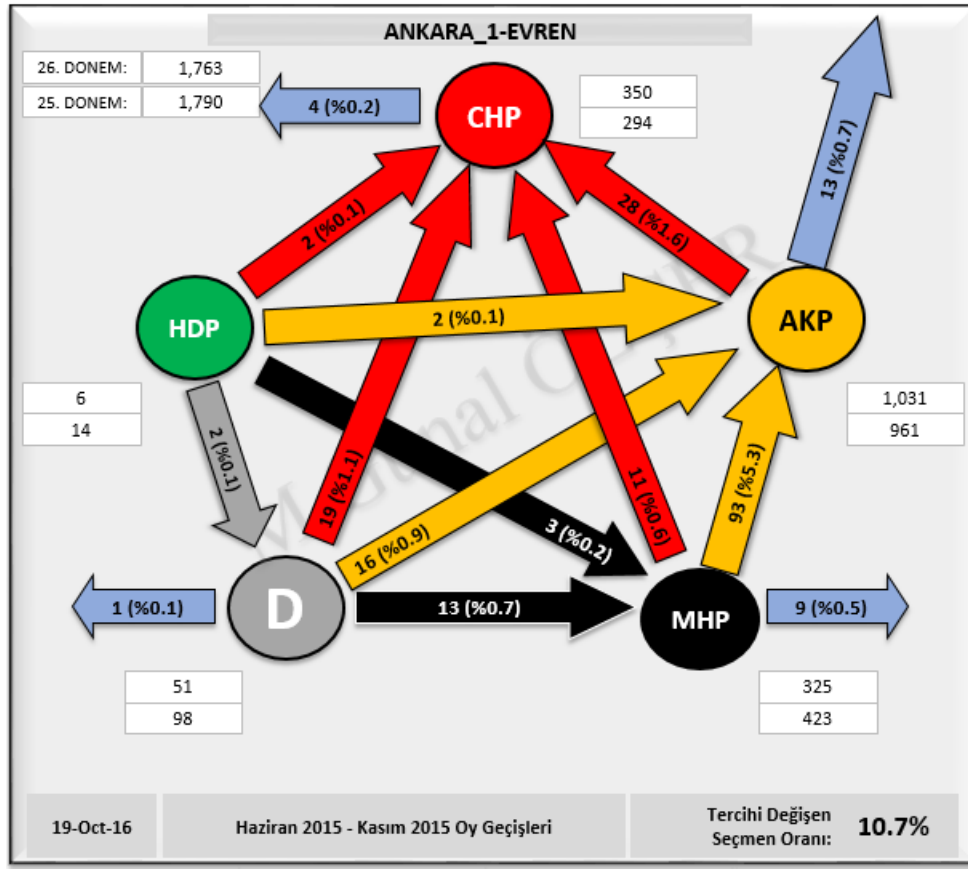 ANKARA_1-EVREN
26. DONEM: 1,763
25. DONEM: 1,790
4 (%0.2)
CHP
350
294
13 (%0.7)
2 (%0.1)
28 (%1.6)
HDP
2 (%0.1)
AKP
6
14
1,031
961
2 (%0.1)
19 (%1.1)
16 (%0.9)
3 (%0.2)
11 (%0.6)
93 (%5.3)
1 (%0.1)
D
13 (%0.7)
MHP
9 (%0.5)
51
98
325
423
19-Oct-16
Haziran 2015 - Kasım 2015 Oy Geçişleri
Tercihi Değişen
Seçmen Oranı:
10.7%